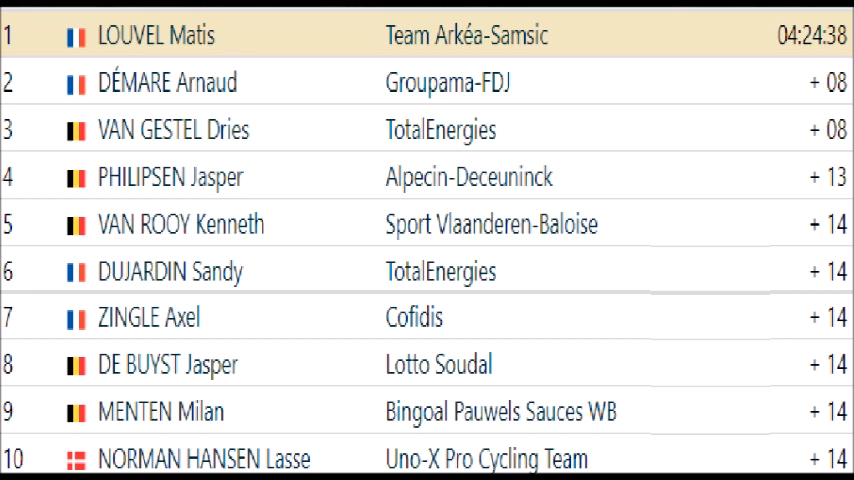 1 LOUVEL Matis Team Arkéa-Samsic 04:24:38
2 DÉMARE Arnaud Groupama-FDJ + 08
3 VAN GESTEL Dries TotalEnergies + 08
4 PHILIPSEN Jasper Alpecin-Deceuninck + 13
5 VAN ROOY Kenneth Sport Vlaanderen-Baloise + 14
6 DUJARDIN Sandy TotalEnergies + 14
7 ZINGLE Axel Cofidis + 14
8 DE BUYST Jasper Lotto Soudal + 14
9 MENTEN Milan Bingoal Pauwels Sauces WB + 14
10 NORMAN HANSEN Lasse Uno-X Pro Cycling Team + 14